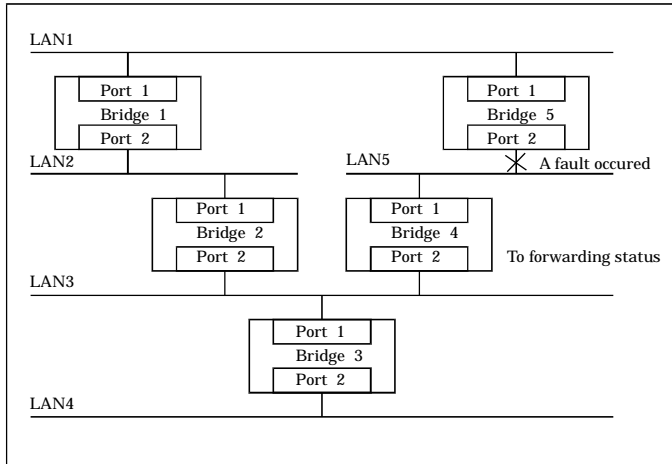 LAN1
Port 1
Bridge 1
Port 2
Port 1
Bridge 5
Port 2
LAN2
LAN5
A fault occured
Port 1
Bridge 2
Port 2
Port 1
Bridge 4
Port 2
To forwarding status
LAN3
Port 1
Bridge 3
Port 2
LAN4